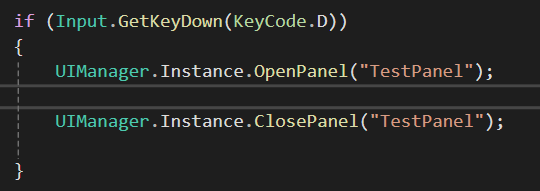 if (Input.GetKeyDown(KeyCode.D))
{
UIManager.Instance.OpenPanel("TestPanel");
UIManager.Instance.ClosePanel("TestPanel");
}